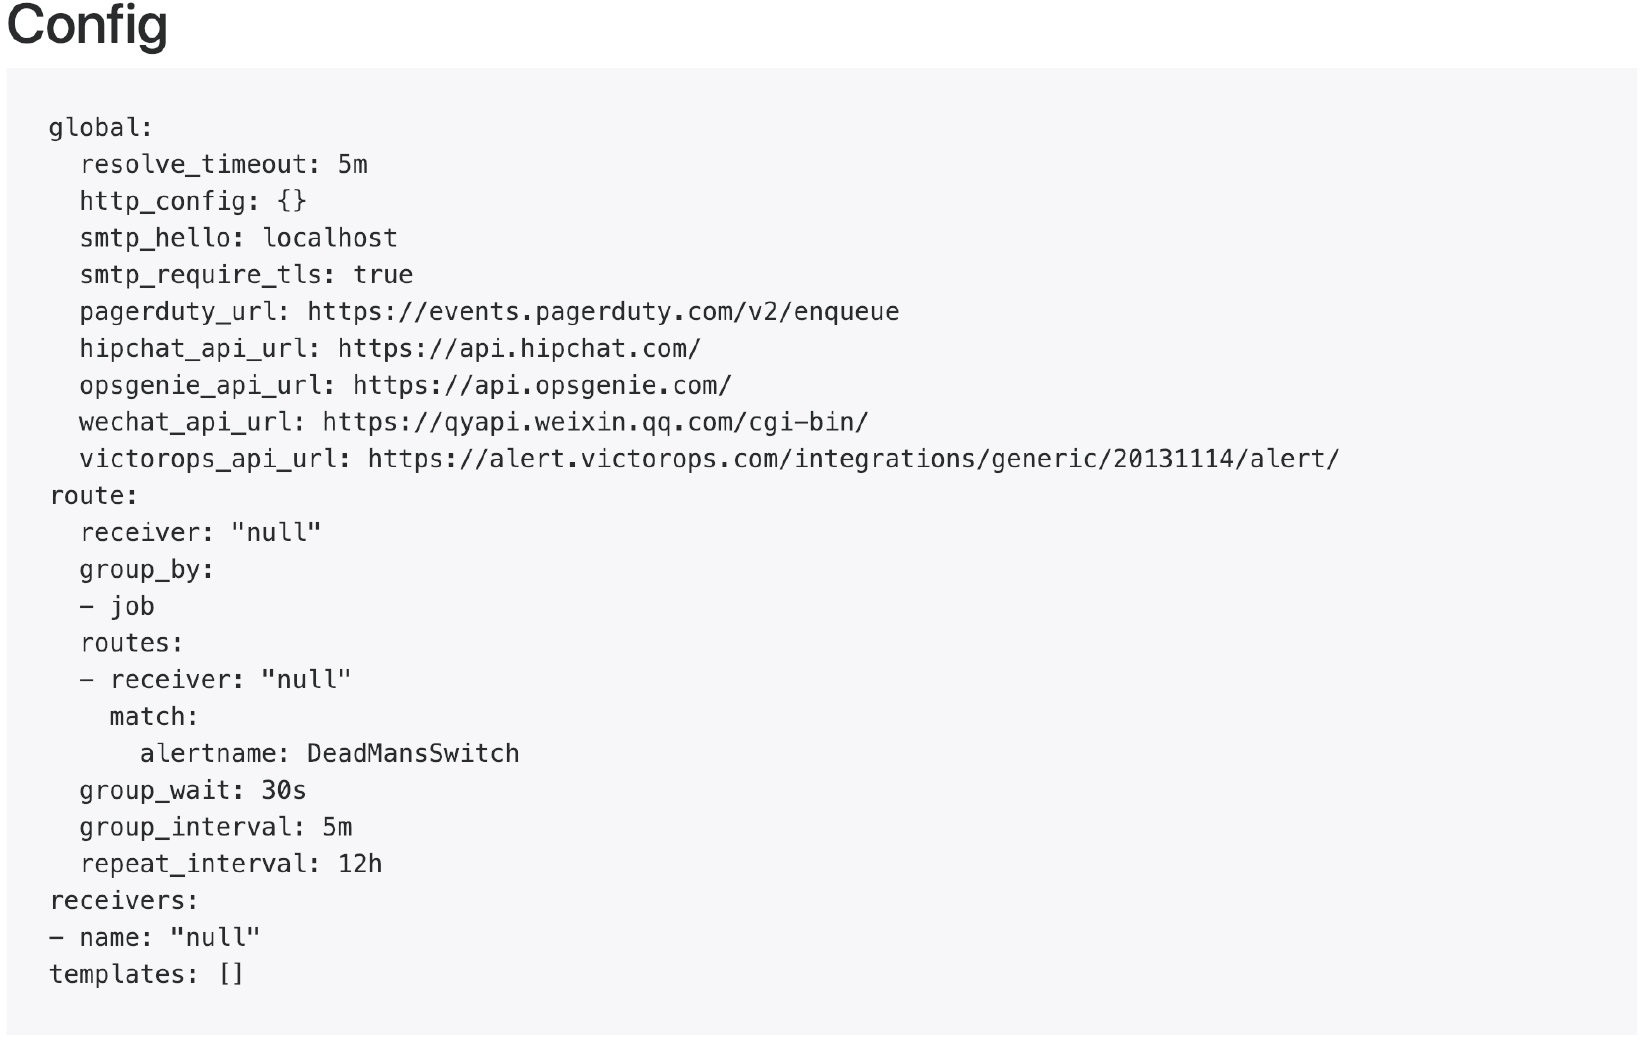 Config
global:
  resolve_timeout: 5m
  http_config: {}
  smtp_hello: localhost
  smtp_require_tls: true
  pagerduty_url: https://events.pagerduty.com/v2/enqueue
  hipchat_api_url: https://api.hipchat.com/
  opsgenie_api_url: https://api.opsgenie.com/
  wechat_api_url: https://qyapi.weixin.qq.com/cgi-bin/
  victorops_api_url: https://alert.victorops.com/integrations/generic/20131114/alert/
route:
  receiver: "null"
  group_by:
  - job
  routes:
  - receiver: "null"
    match:
      alertname: DeadMansSwitch
  group_wait: 30s
  group_interval: 5m
  repeat_interval: 12h
receivers:
- name: "null"
templates: []